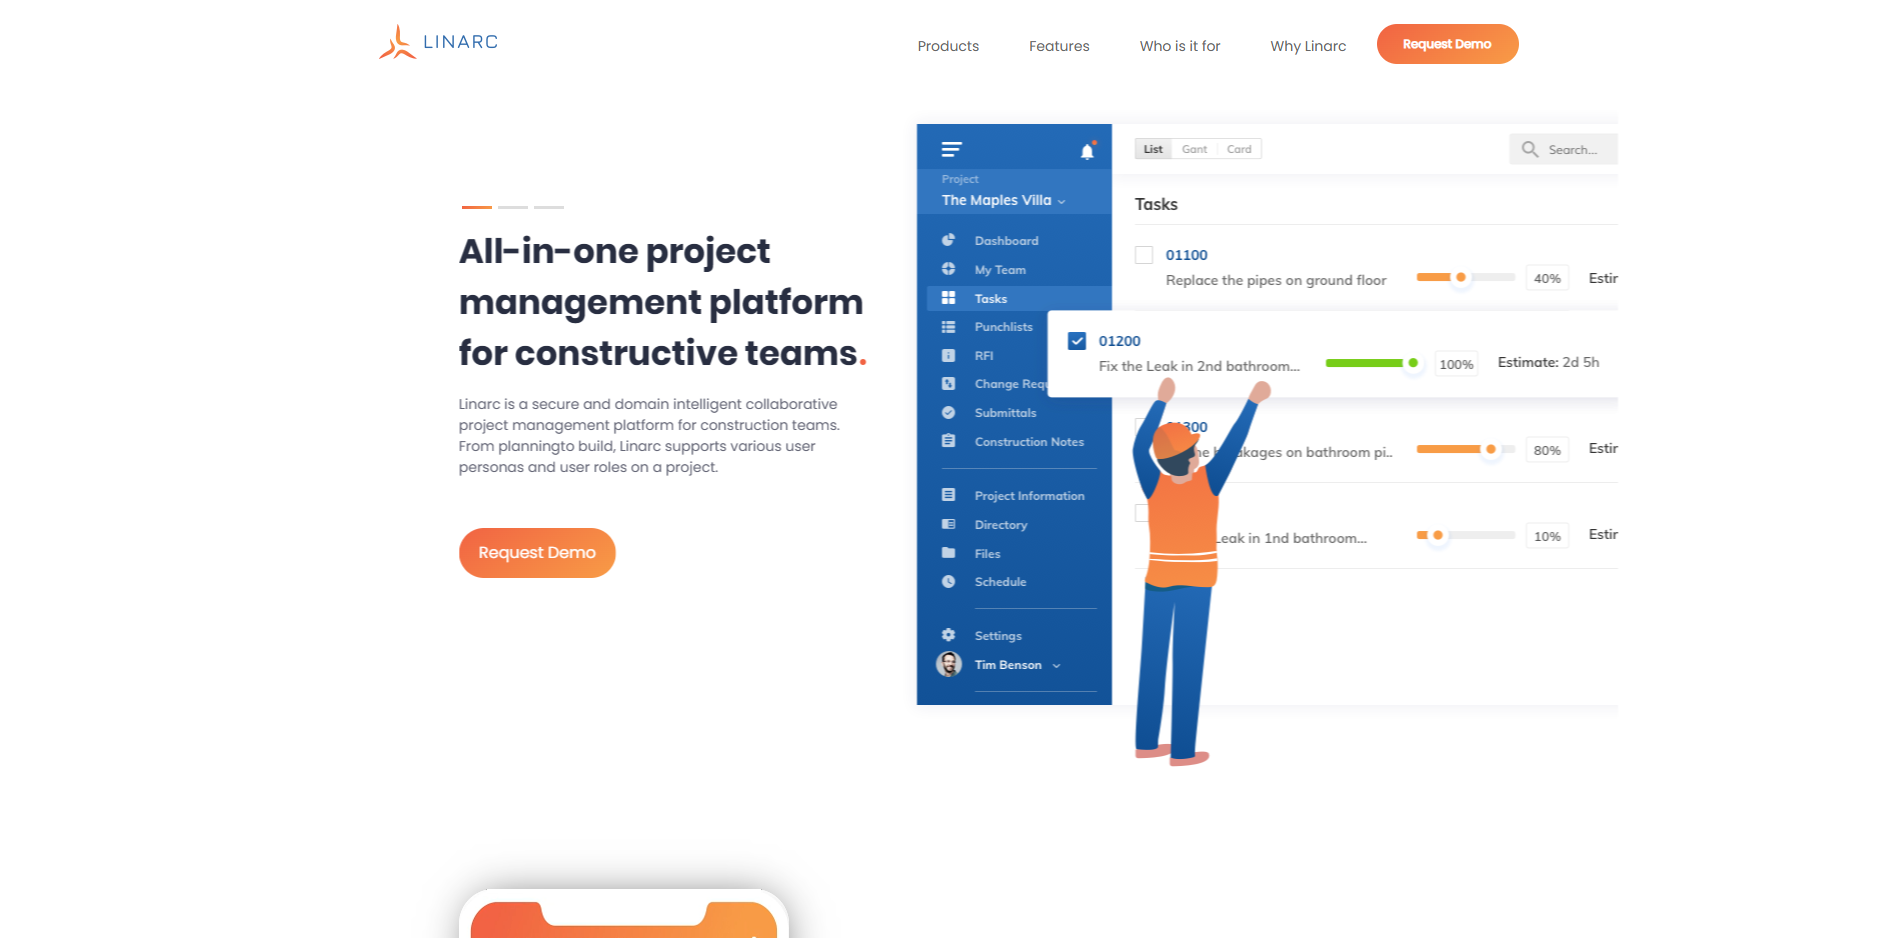 LINARC
Products
Features
Who is it for
Why Linarc
Request Demo
All-in-one project
management platform
for constructive teams.
Linarc is a secure and domain intelligent collaborative
project management platform for construction teams.
From planningto build, Linarc supports various user
personas and user roles on a project.
Request Demo
Project
The Maples Villa
Dashboard
My Team
Tasks
Punchlists
RFI
Change Requ
Submittals
Construction Notes
Project Information
Directory
Files
Schedule
Settings
Tim Benson
List Gant Card
Search...
Tasks
01100
Replace the pipes on ground floor
40%
Estir
01200
Fix the Leak in 2nd bathroom...
100%
Estimate: 2d 5h
300
akages on bathroom pi..
80%
Estir
Leak in 1nd bathroom...
10%
Estir